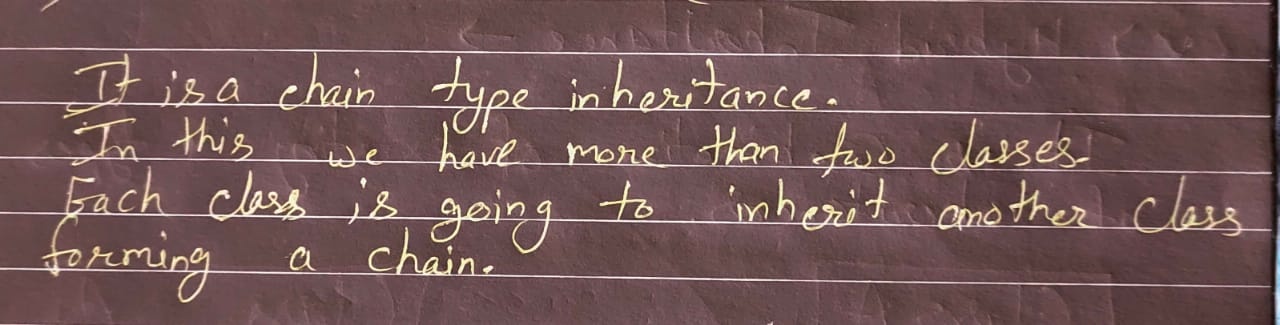 It is a chain type inheritance.
In this we have more than two classes.
Each class is going to inherit another class
forming a chain.